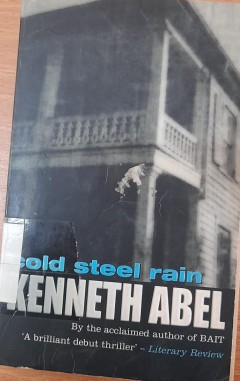 cold steel rain
KENNETH ABEL
By the acclaimed author of BAIT
'A brilliant debut thriller' – Literary Review